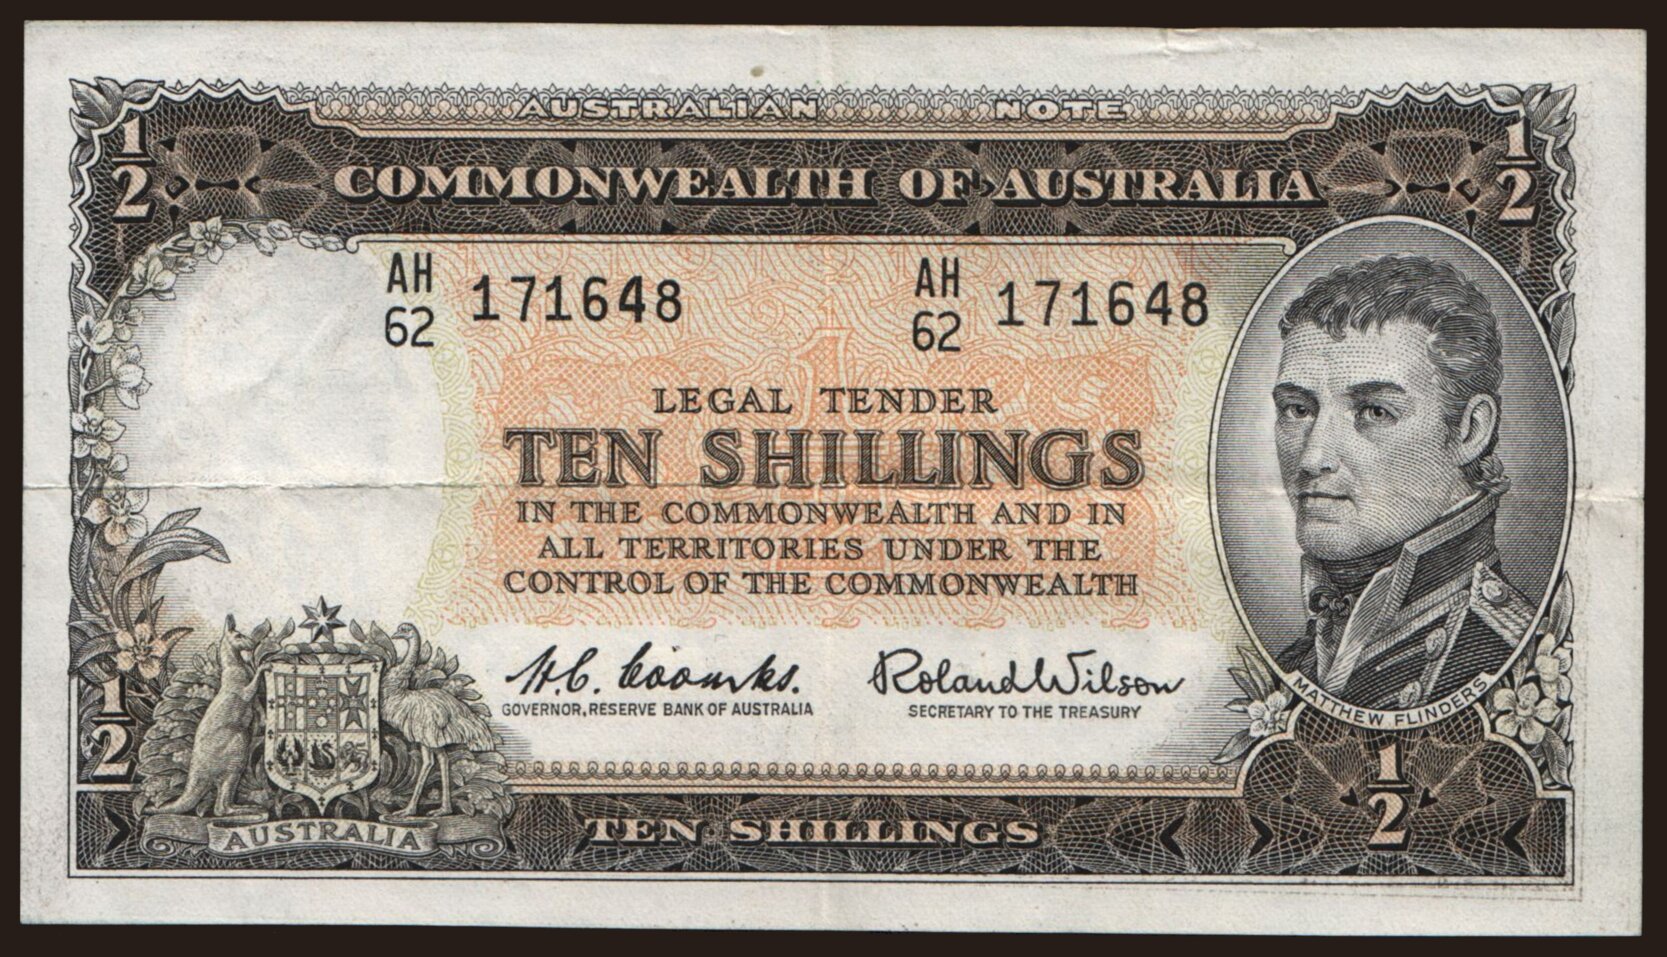 AUSTRALIAN NOTE
1/2 1/2
COMMONWEALTH OF AUSTRALIA
AH 62 171648 AH 62 171648
LEGAL TENDER
TEN SHILLINGS
IN THE COMMONWEALTH AND IN
ALL TERRITORIES UNDER THE
CONTROL OF THE COMMONWEALTH
H.C. Coombs. Roland Wilson
GOVERNOR, RESERVE BANK OF AUSTRALIA SECRETARY TO THE TREASURY
MATTHEW FLINDERS
1/2 1/2
AUSTRALIA
TEN SHILLINGS